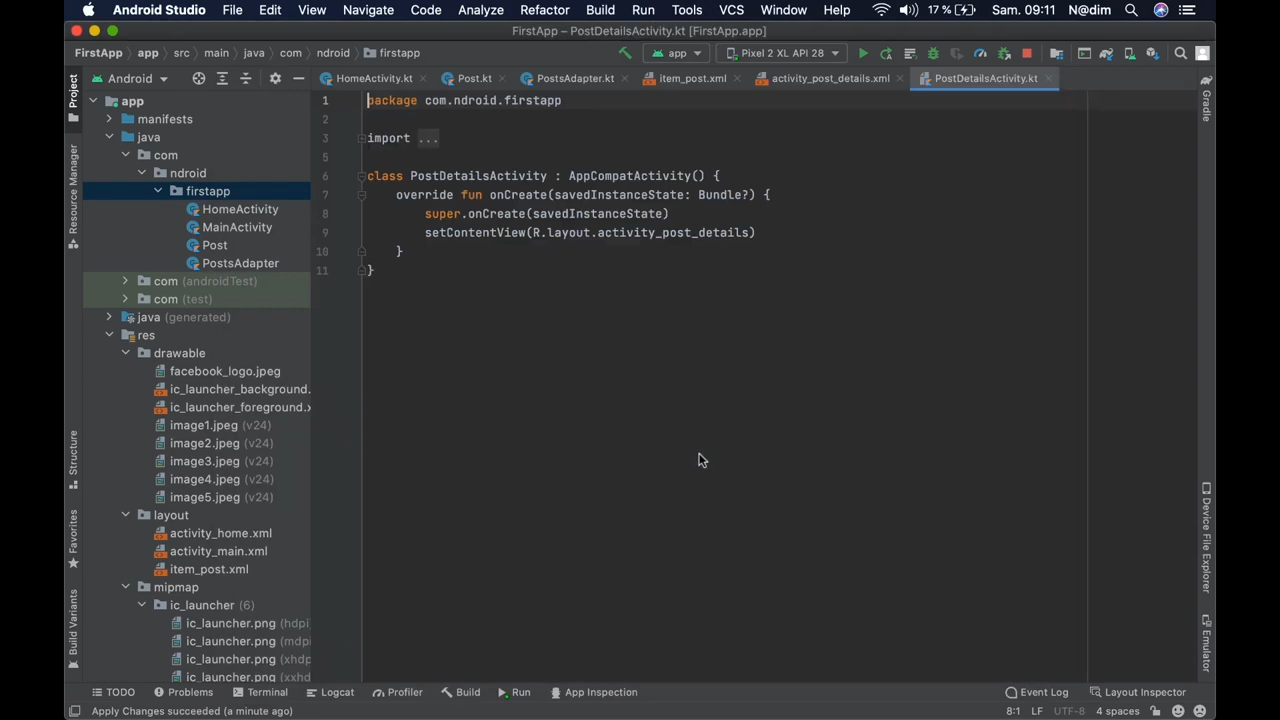 Android Studio File Edit View Navigate Code Analyze Refactor Build Run Tools VCS Window Help 17 % Sam. 09:11 N@dim
FirstApp – PostDetailsActivity.kt [FirstApp.app]
FirstApp app src main java com ndroid firstapp app Pixel 2 XL API 28
Android HomeActivity.kt Post.kt PostsAdapter.kt item_post.xml activity_post_details.xml PostDetailsActivity.kt
Project
Resource Manager
Structure
Favorites
Build Variants
app
manifests
java
com
ndroid
firstapp
HomeActivity
MainActivity
Post
PostsAdapter
com (androidTest)
com (test)
java (generated)
res
drawable
facebook_logo.jpeg
ic_launcher_background.
ic_launcher_foreground.x
image1.jpeg (v24)
image2.jpeg (v24)
image3.jpeg (v24)
image4.jpeg (v24)
image5.jpeg (v24)
layout
activity_home.xml
activity_main.xml
item_post.xml
mipmap
ic_launcher (6)
ic_launcher.png (hdpi
ic_launcher.png (mdpi
ic_launcher.png (xhdp
ic_launcher.png (xxhd
1 package com.ndroid.firstapp
2
3 import ...
5
6 class PostDetailsActivity : AppCompatActivity() {
7 override fun onCreate(savedInstanceState: Bundle?) {
8 super.onCreate(savedInstanceState)
9 setContentView(R.layout.activity_post_details)
10 }
11 }
Gradle
Device File Explorer
Emulator
TODO Problems Terminal Logcat Profiler Build Run App Inspection Event Log Layout Inspector
Apply Changes succeeded (a minute ago) 8:1 LF UTF-8 4 spaces